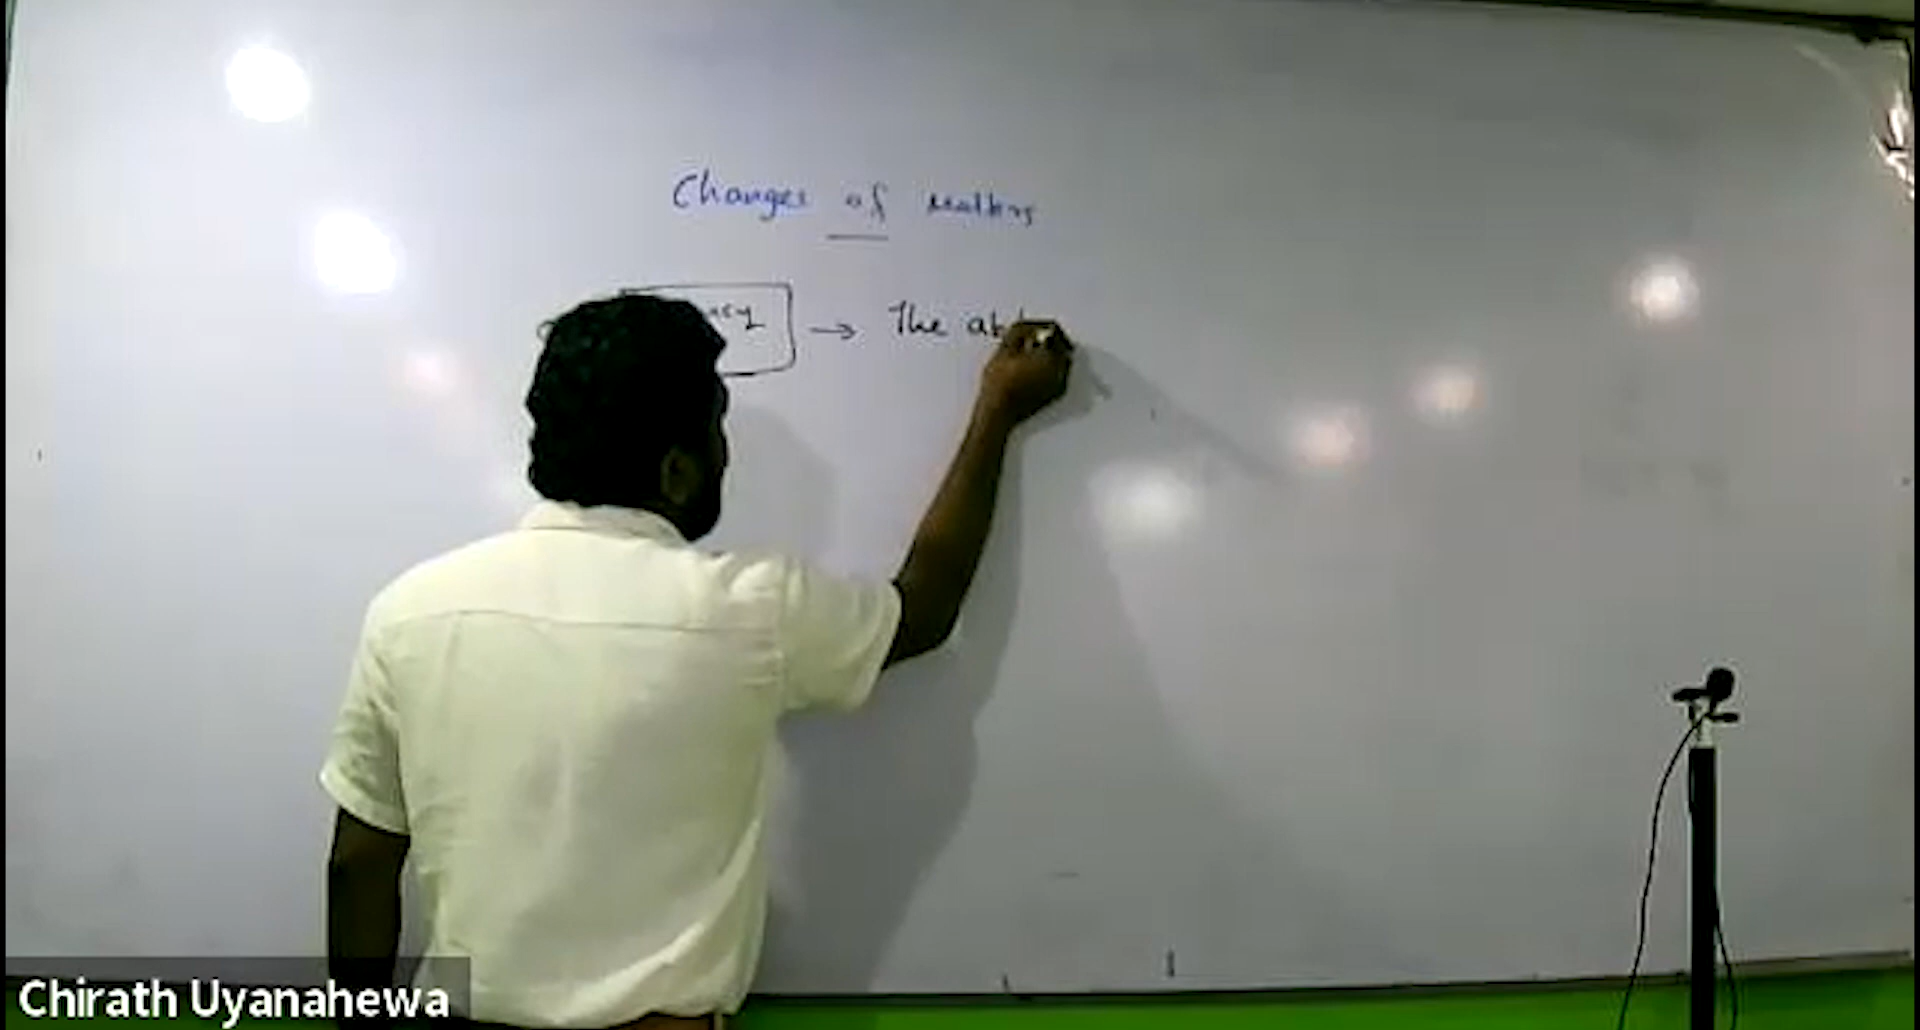 Changes of matters
→ The
Chirath Uyanahewa